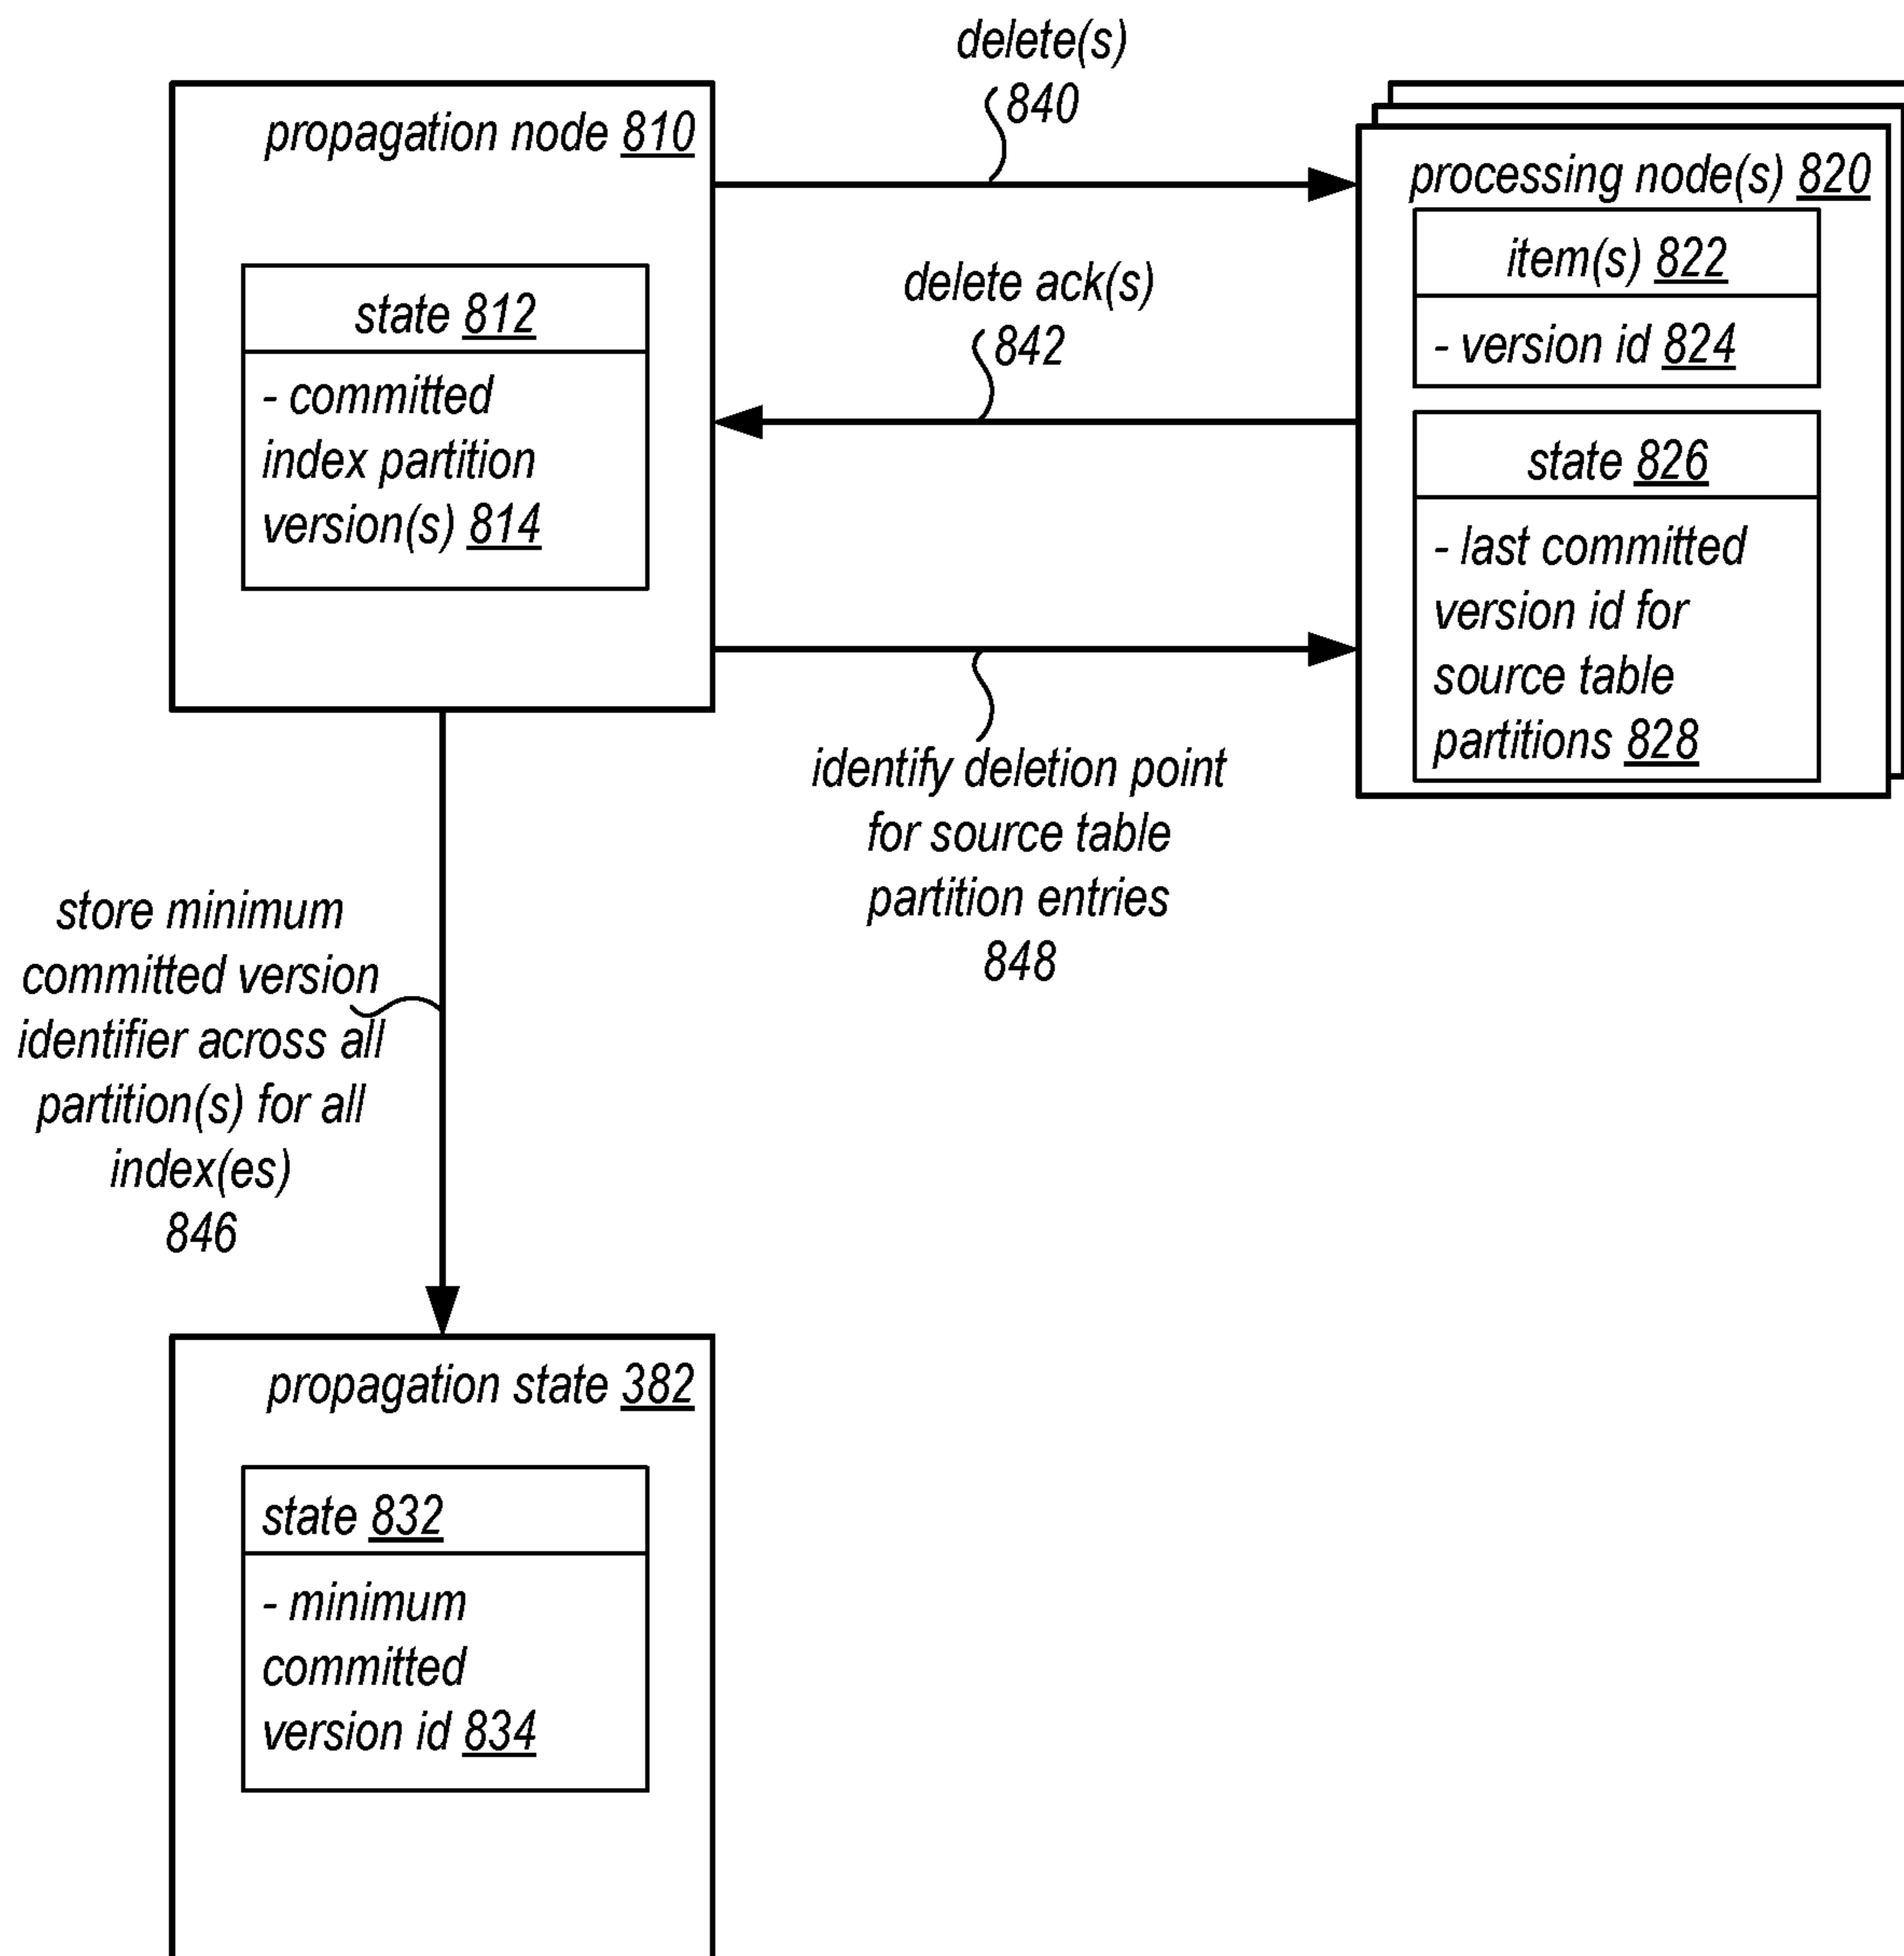 delete(s)
840
propagation node 810
processing node(s) 820
item(s) 822
- version id 824
delete ack(s)
842
state 812
- committed
index partition
version(s) 814
state 826
- last committed
version id for
source table
partitions 828
identify deletion point
for source table
partition entries
848
store minimum
committed version
identifier across all
partition(s) for all
index(es)
846
propagation state 382
state 832
- minimum
committed
version id 834